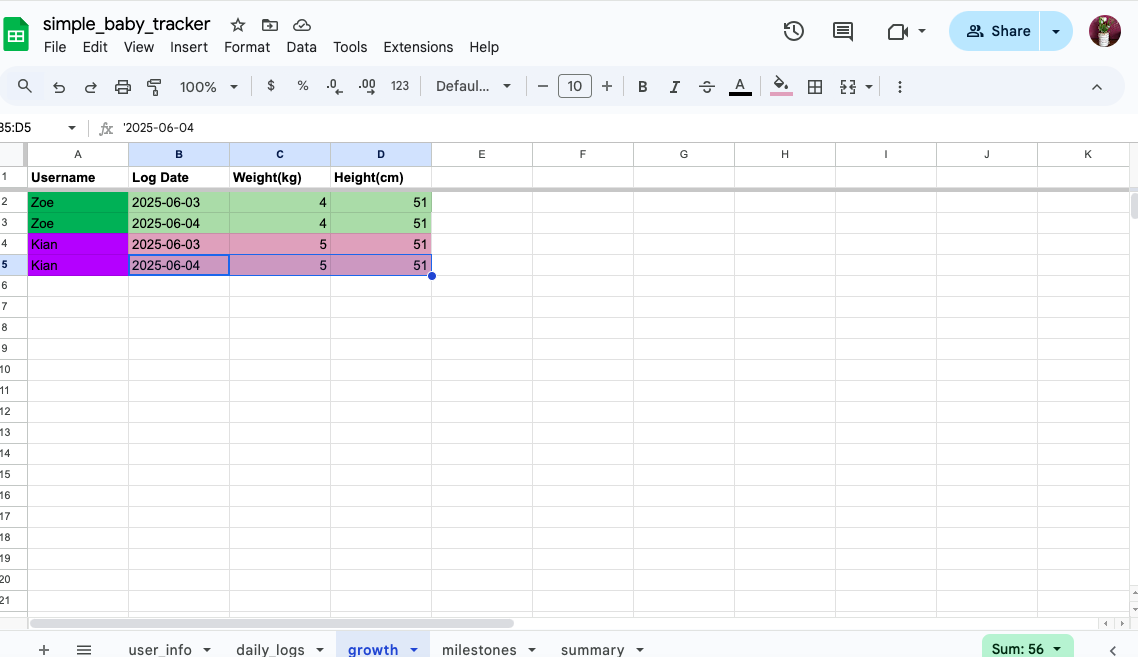 simple_baby_tracker
File Edit View Insert Format Data Tools Extensions Help
Share
100% $ % .0 .00 123 Defaul... − 10 + B I A
B5:D5 fx '2025-06-04
A B C D E F G H I J K
1 Username Log Date Weight(kg) Height(cm)
2 Zoe 2025-06-03 4 51
3 Zoe 2025-06-04 4 51
4 Kian 2025-06-03 5 51
5 Kian 2025-06-04 5 51
6
7
8
9
10
11
12
13
14
15
16
17
18
19
20
21
+ user_info daily_logs growth milestones summary Sum: 56